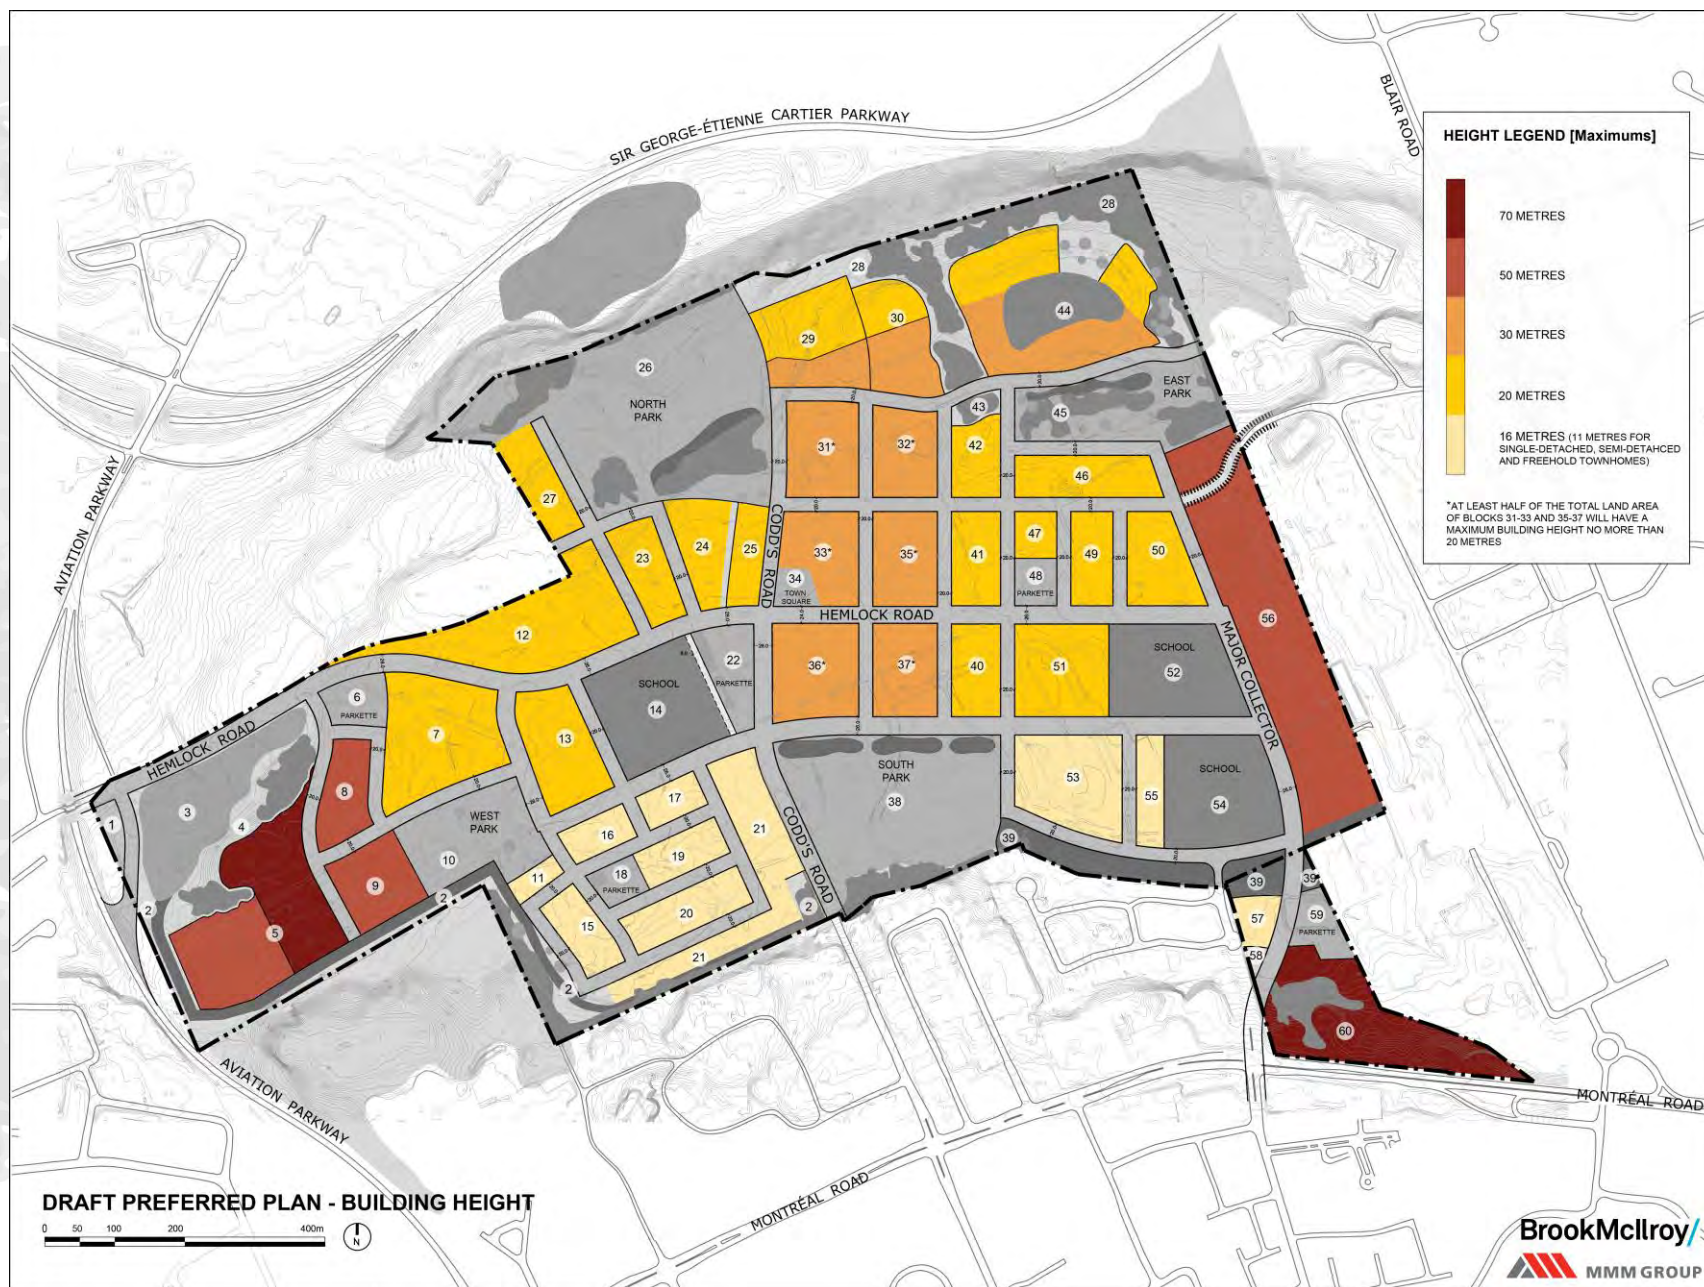 SIR GEORGE-ÉTIENNE CARTIER PARKWAY
BLAIR ROAD
HEIGHT LEGEND [Maximums]
70 METRES
50 METRES
30 METRES
20 METRES
16 METRES (11 METRES FOR
SINGLE-DETACHED, SEMI-DETAHCED
AND FREEHOLD TOWNHOMES)
*AT LEAST HALF OF THE TOTAL LAND AREA
OF BLOCKS 31-33 AND 35-37 WILL HAVE A
MAXIMUM BUILDING HEIGHT NO MORE THAN
20 METRES
28
28
44
30
29
26
NORTH
PARK
EAST
PARK
43
45
31*
32*
42
46
27
AVIATION PARKWAY
CODD'S ROAD
23
24
25
33*
35*
41
47
49
50
34
TOWN
SQUARE
48
PARKETTE
HEMLOCK ROAD
12
56
MAJOR COLLECTOR
22
PARKETTE
36*
37*
40
51
SCHOOL
52
SCHOOL
14
6
PARKETTE
7
13
HEMLOCK ROAD
SOUTH
PARK
38
53
55
SCHOOL
54
8
3
4
1
WEST
PARK
10
17
16
21
19
18
PARKETTE
11
CODD'S ROAD
39
39
39
9
2
2
2
5
15
20
21
2
57
58
59
PARKETTE
60
AVIATION PARKWAY
MONTRÉAL ROAD
MONTRÉAL ROAD
DRAFT PREFERRED PLAN - BUILDING HEIGHT
0 50 100 200 400m
N
BrookMcIlroy/
MMM GROUP